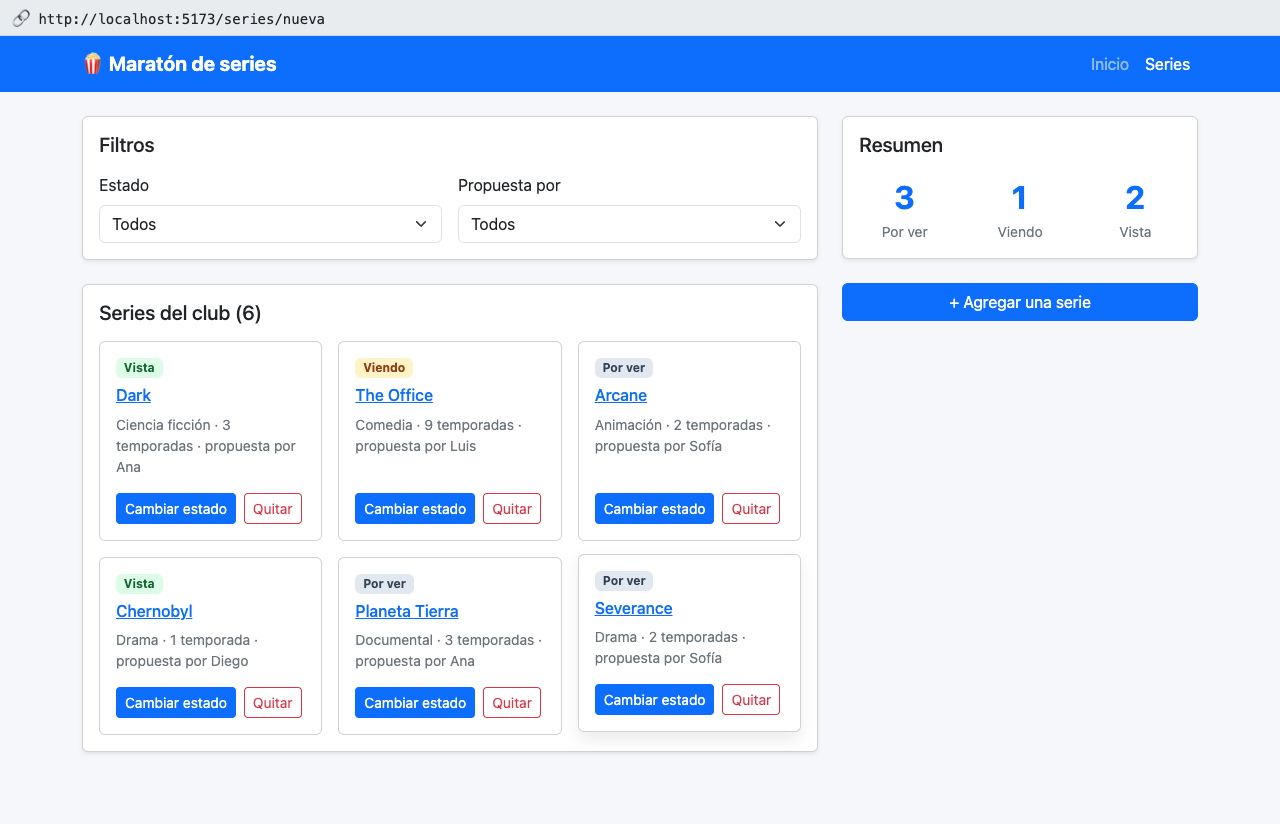 http://localhost:5173/series/nueva
🍿 Maratón de series
Inicio
Series
Filtros
Estado
Propuesta por
Todos
Todos
Resumen
3
1
2
Por ver
Viendo
Vista
+ Agregar una serie
Series del club (6)
Vista
Dark
Ciencia ficción · 3
temporadas · propuesta por
Ana
Cambiar estado
Quitar
Viendo
The Office
Comedia · 9 temporadas ·
propuesta por Luis
Cambiar estado
Quitar
Por ver
Arcane
Animación · 2 temporadas ·
propuesta por Sofía
Cambiar estado
Quitar
Vista
Chernobyl
Drama · 1 temporada ·
propuesta por Diego
Cambiar estado
Quitar
Por ver
Planeta Tierra
Documental · 3 temporadas ·
propuesta por Ana
Cambiar estado
Quitar
Por ver
Severance
Drama · 2 temporadas ·
propuesta por Sofía
Cambiar estado
Quitar